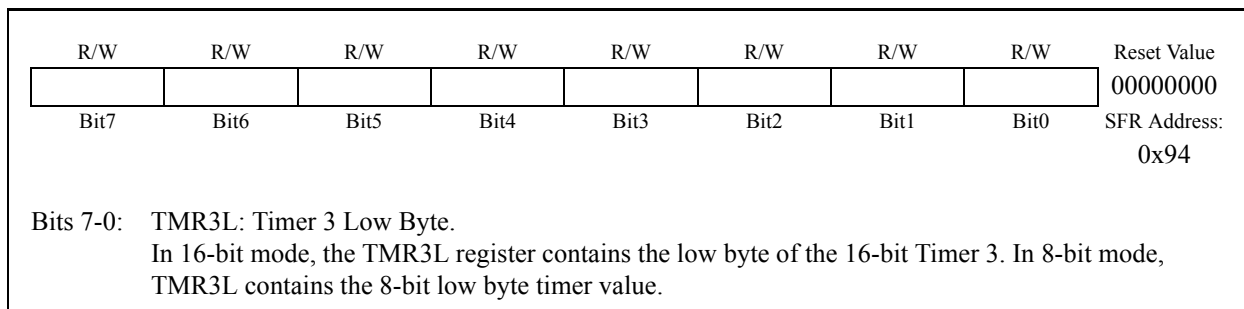 R/W R/W R/W R/W R/W R/W R/W R/W Reset Value
00000000
Bit7 Bit6 Bit5 Bit4 Bit3 Bit2 Bit1 Bit0 SFR Address:
0x94
Bits 7-0: TMR3L: Timer 3 Low Byte.
In 16-bit mode, the TMR3L register contains the low byte of the 16-bit Timer 3. In 8-bit mode,
TMR3L contains the 8-bit low byte timer value.